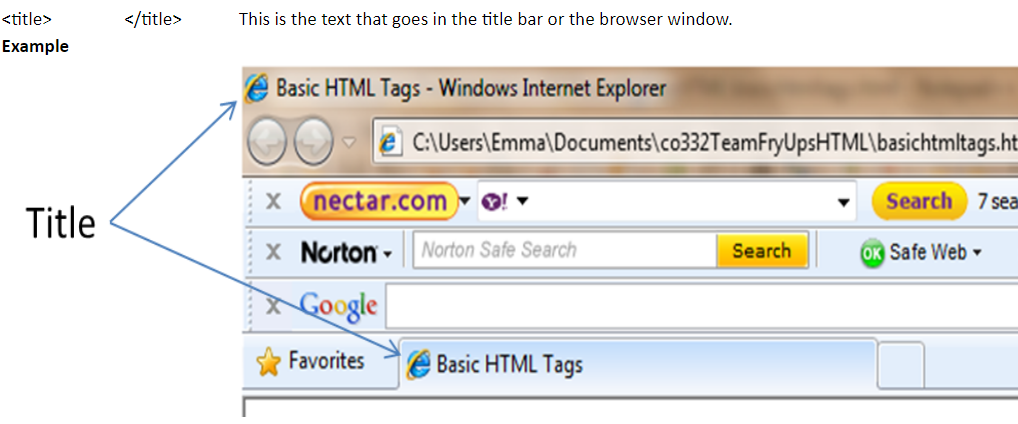 <title> </title> This is the text that goes in the title bar or the browser window.
Example
Basic HTML Tags - Windows Internet Explorer
C:\Users\Emma\Documents\co332TeamFryUpsHTML\basichtmltags.ht
X nectar.com Y! Search 7 sea
Title
X Norton Norton Safe Search Search OK Safe Web
X Google
Favorites Basic HTML Tags